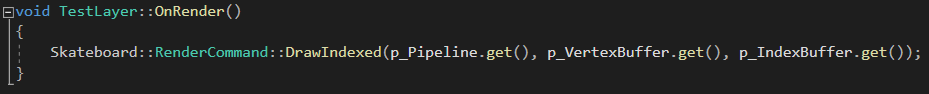 void TestLayer::OnRender()
{
Skateboard::RenderCommand::DrawIndexed(p_Pipeline.get(), p_VertexBuffer.get(), p_IndexBuffer.get());
}